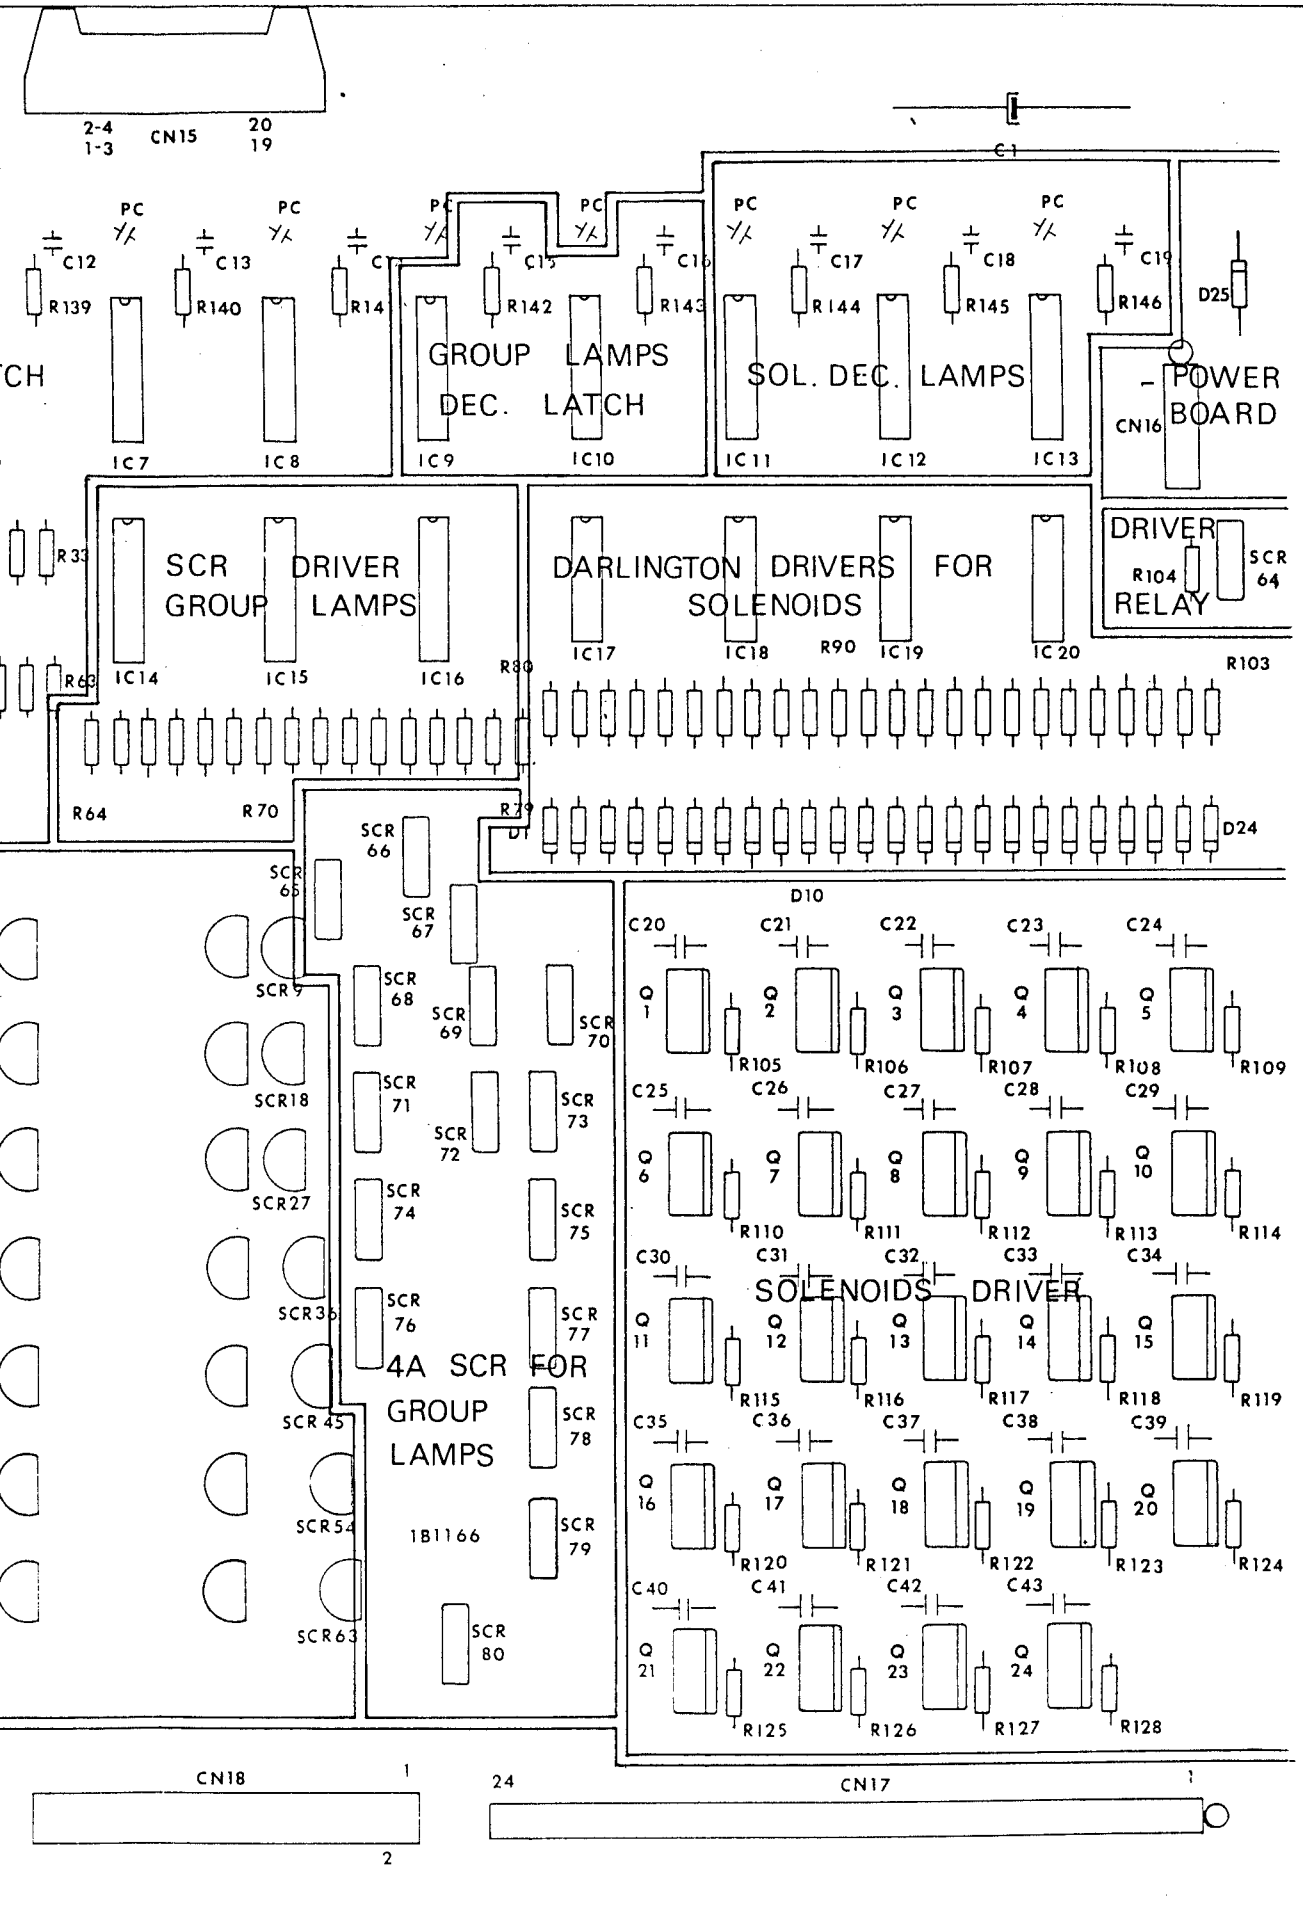 2-4 CN15 20
1-3 19
C1
PC PC PC PC PC PC PC
C12 C13 C15 C16 C17 C18 C19
R139 R140 R14 R142 R143 R144 R145 R146 D25
GROUP LAMPS
TCH SOL. DEC. LAMPS - POWER
DEC. LATCH BOARD
CN16
IC7 IC8 IC9 IC10 IC11 IC12 IC13
DRIVER
R33 SCR DRIVER DARLINGTON DRIVERS FOR R104 SCR
64
GROUP LAMPS SOLENOIDS RELAY
R63 IC14 IC15 IC16 IC17 IC18 R90 IC19 IC20
R80 R103
R64 R70 R79
D1 D24
SCR
66
SCR
65
D10
SCR
67
C20 C21 C22 C23 C24
SCR9 SCR
68
Q
1
Q
2
Q
3
Q
4
Q
5
SCR
69
SCR
70
R105 R106 R107 R108 R109
SCR18 SCR
71
SCR
73
C25 C26 C27 C28 C29
SCR
72
Q
6
Q
7
Q
8
Q
9
Q
10
SCR27 SCR
74
SCR
75
R110 R111 R112 R113 R114
C30 C31 C32 C33 C34
SOLENOIDS DRIVER
SCR36 SCR
76
SCR
77
Q
11
Q
12
Q
13
Q
14
Q
15
4A SCR FOR
GROUP
LAMPS
R115 R116 R117 R118 R119
SCR45 SCR
78
C35 C36 C37 C38 C39
Q
16
Q
17
Q
18
Q
19
Q
20
SCR54 1B1166 SCR
79
R120 R121 R122 R123 R124
C40 C41 C42 C43
SCR63 SCR
80
Q
21
Q
22
Q
23
Q
24
R125 R126 R127 R128
CN18 1 24 CN17 1
2